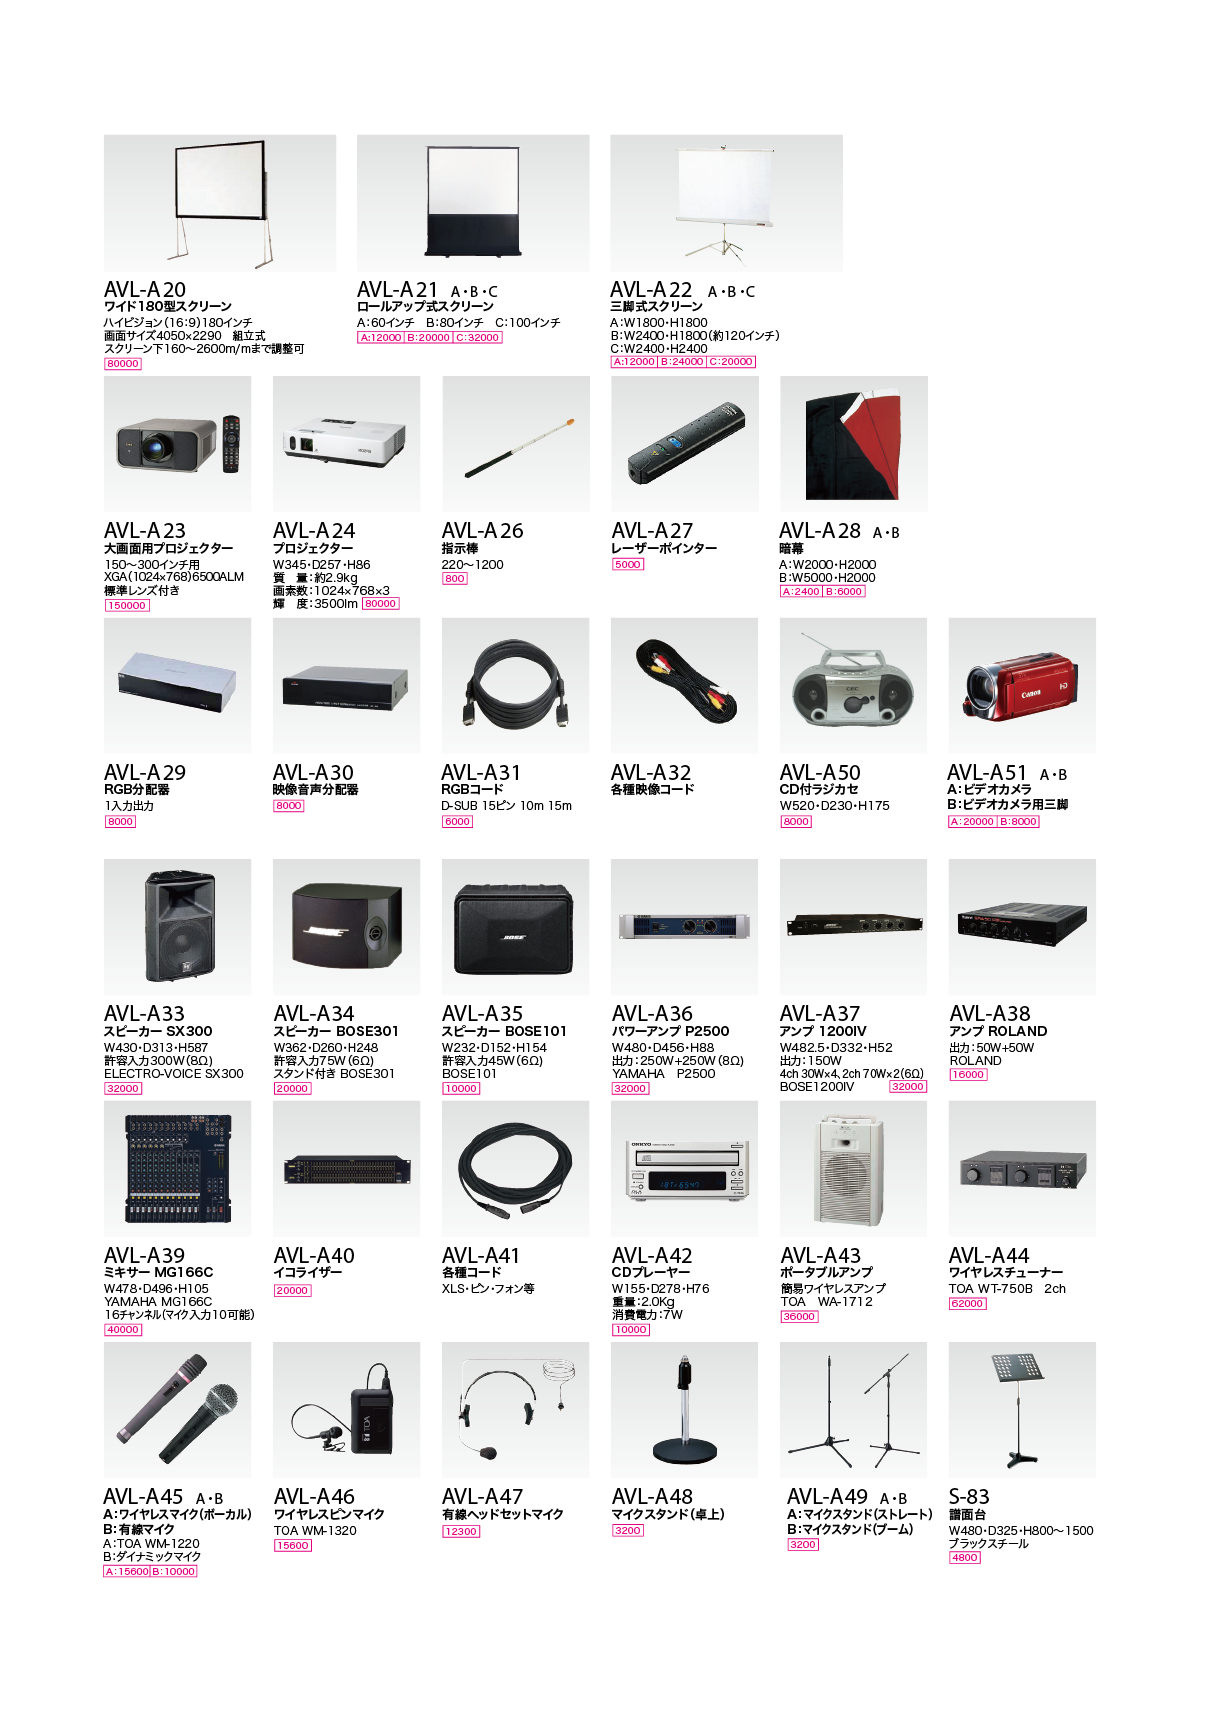 AVL-A20
ワイド180型スクリーン
ハイビジョン(16:9)180インチ
画面サイズ4050×2290　組立式
スクリーン下160〜2600m/mまで調整可
80000
AVL-A21　A・B・C
ロールアップ式スクリーン
A:60インチ　B:80インチ　C:100インチ
A:12000 B:20000 C:32000
AVL-A22　A・B・C
三脚式スクリーン
A:W1800・H1800
B:W2400・H1800(約120インチ)
C:W2400・H2400
A:12000 B:24000 C:20000
AVL-A23
大画面用プロジェクター
150〜300インチ用
XGA(1024×768)6500ALM
標準レンズ付き
150000
AVL-A24
プロジェクター
W345・D257・H86
質　量:約2.9kg
画素数:1024×768×3
輝　度:3500lm 80000
AVL-A26
指示棒
220〜1200
800
AVL-A27
レーザーポインター
5000
AVL-A28　A・B
暗幕
A:W2000・H2000
B:W5000・H2000
A:2400 B:6000
AVL-A29
RGB分配器
1入力出力
8000
AVL-A30
映像音声分配器
8000
AVL-A31
RGBコード
D-SUB 15ピン 10m 15m
6000
AVL-A32
各種映像コード
AVL-A50
CD付ラジカセ
W520・D230・H175
8000
Canon
HD
AVL-A51　A・B
A:ビデオカメラ
B:ビデオカメラ用三脚
A:20000 B:8000
AVL-A33
スピーカー SX300
W430・D313・H587
許容入力300W(8Ω)
ELECTRO-VOICE SX300
32000
BOSE
AVL-A34
スピーカー BOSE301
W362・D260・H248
許容入力75W(6Ω)
スタンド付き BOSE301
20000
BOSE
AVL-A35
スピーカー BOSE101
W232・D152・H154
許容入力45W(6Ω)
BOSE101
10000
AVL-A36
パワーアンプ P2500
W480・D456・H88
出力:250W+250W(8Ω)
YAMAHA　P2500
32000
AVL-A37
アンプ 1200IV
W482.5・D332・H52
出力:150W
4ch 30W×4、2ch 70W×2(6Ω)
BOSE1200IV 32000
AVL-A38
アンプ ROLAND
出力:50W+50W
ROLAND
16000
AVL-A39
ミキサー MG166C
W478・D496・H105
YAMAHA MG166C
16チャンネル(マイク入力10可能)
40000
AVL-A40
イコライザー
20000
AVL-A41
各種コード
XLS・ピン・フォン等
ONKYO
AVL-A42
CDプレーヤー
W155・D278・H76
重量:2.0Kg
消費電力:7W
10000
AVL-A43
ポータブルアンプ
簡易ワイヤレスアンプ
TOA　WA-1712
36000
AVL-A44
ワイヤレスチューナー
TOA WT-750B　2ch
62000
AVL-A45　A・B
A:ワイヤレスマイク(ボーカル)
B:有線マイク
A:TOA WM-1220
B:ダイナミックマイク
A:15600 B:10000
TOA
AVL-A46
ワイヤレスピンマイク
TOA WM-1320
15600
AVL-A47
有線ヘッドセットマイク
12300
AVL-A48
マイクスタンド(卓上)
3200
AVL-A49　A・B
A:マイクスタンド(ストレート)
B:マイクスタンド(ブーム)
3200
S-83
譜面台
W480・D325・H800〜1500
ブラックスチール
4800